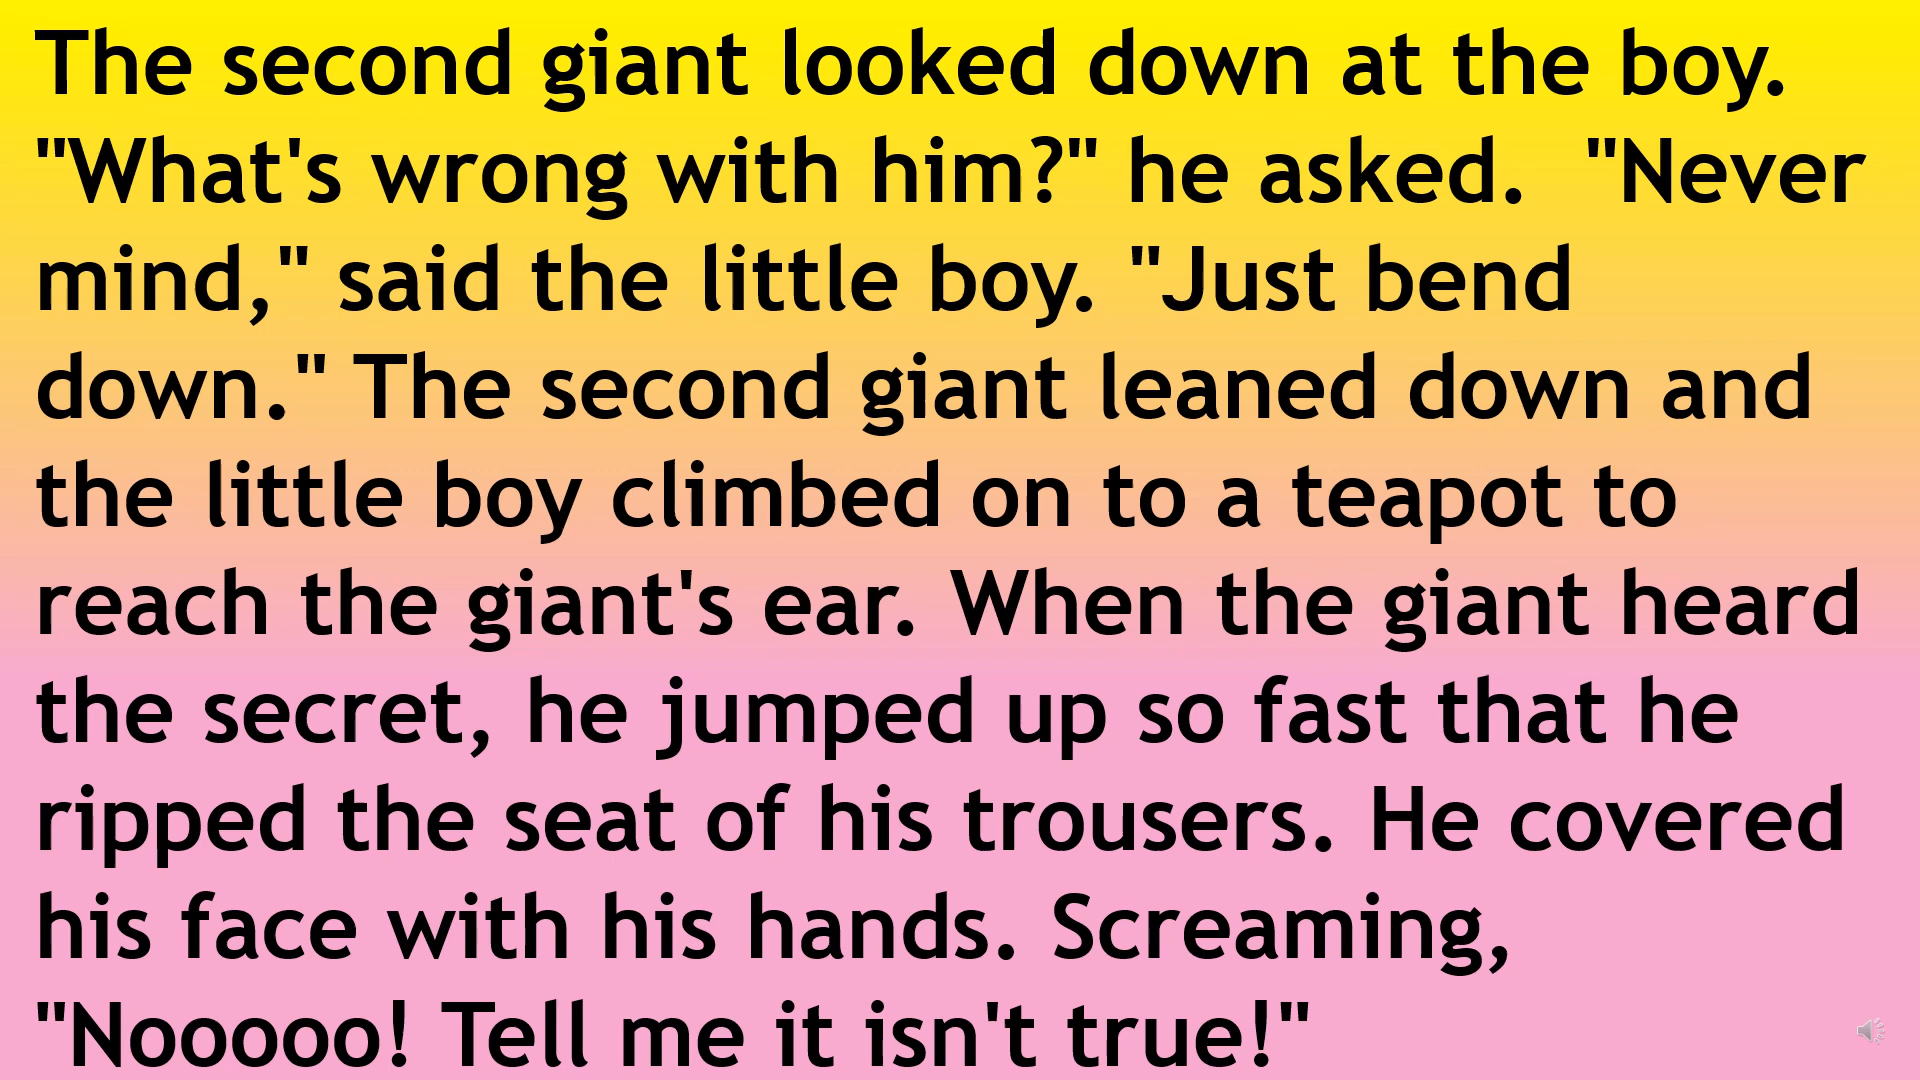 The second giant looked down at the boy.
"What's wrong with him?" he asked.  "Never
mind," said the little boy. "Just bend
down." The second giant leaned down and
the little boy climbed on to a teapot to
reach the giant's ear. When the giant heard
the secret, he jumped up so fast that he
ripped the seat of his trousers. He covered
his face with his hands. Screaming,
"Nooooo! Tell me it isn't true!"